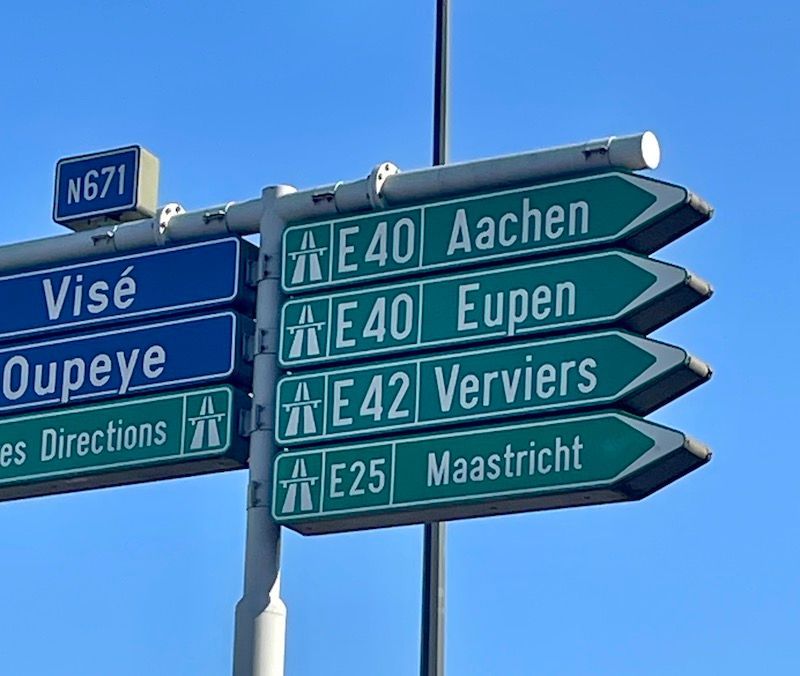 N671
Visé
Oupeye
es Directions
E40 Aachen
E40 Eupen
E42 Verviers
E25 Maastricht